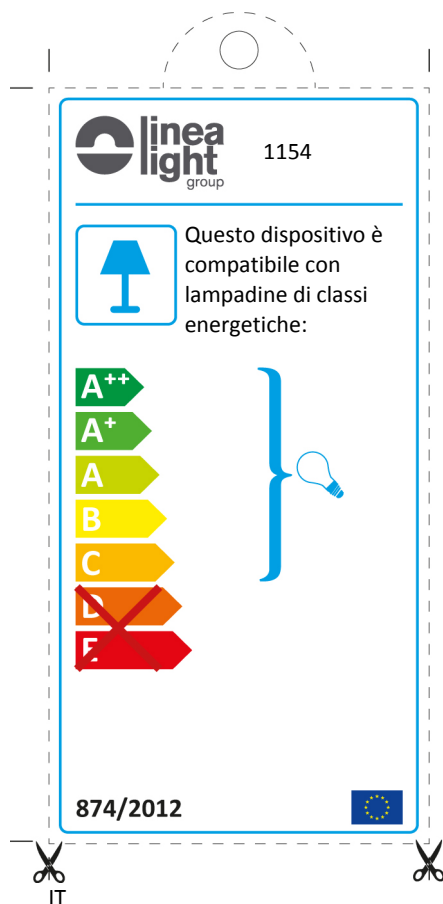 linea
light
group
1154
Questo dispositivo è
compatibile con
lampadine di classi
energetiche:
A++
A+
A
B
C
D
E
874/2012
IT